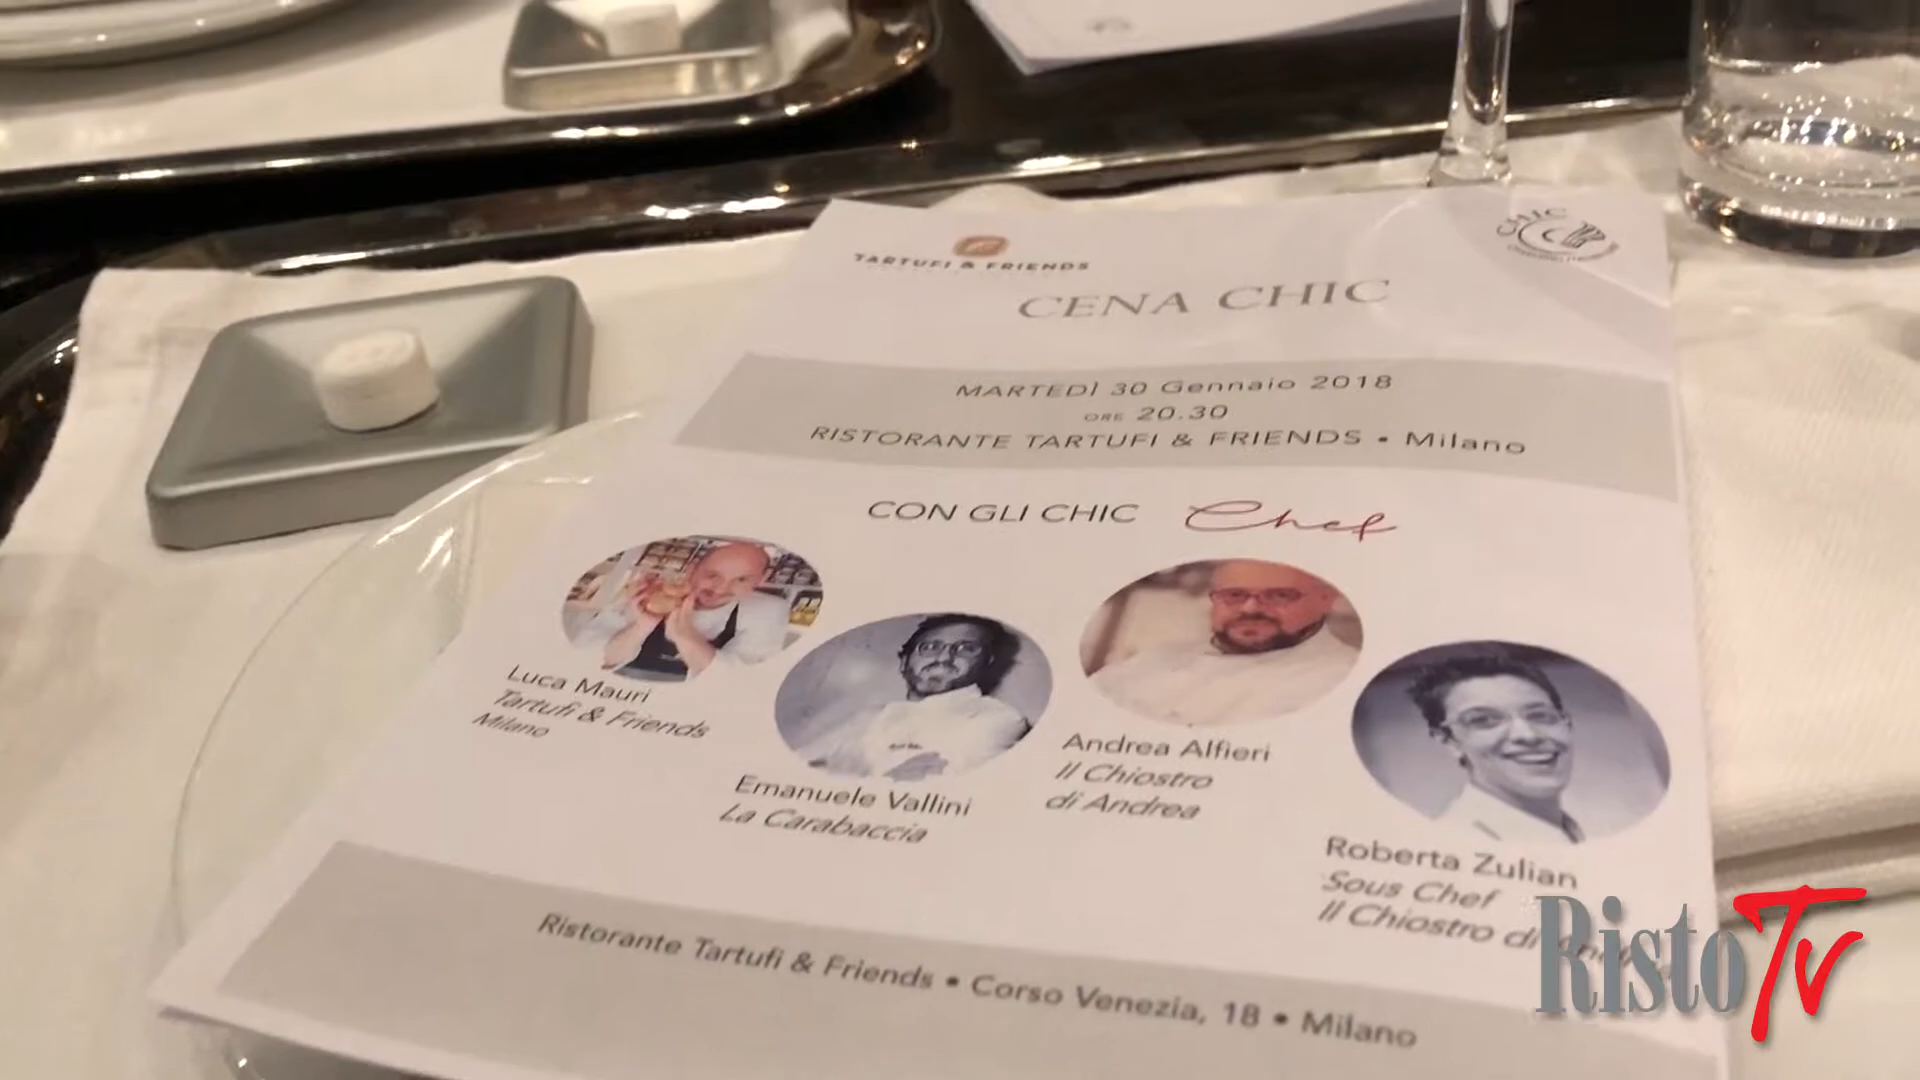 TARTUFI & FRIENDS
CHIC
CENA CHIC
MARTEDÌ 30 Gennaio 2018
ORE 20.30
RISTORANTE TARTUFI & FRIENDS • Milano
CON GLI CHIC Chef
Luca Mauri
Tartufi & Friends
Milano
Emanuele Vallini
La Carabaccia
Andrea Alfieri
Il Chiostro
di Andrea
Roberta Zulian
Sous Chef
Il Chiostro di Andrea
Ristorante Tartufi & Friends • Corso Venezia, 18 • Milano
RistoTv